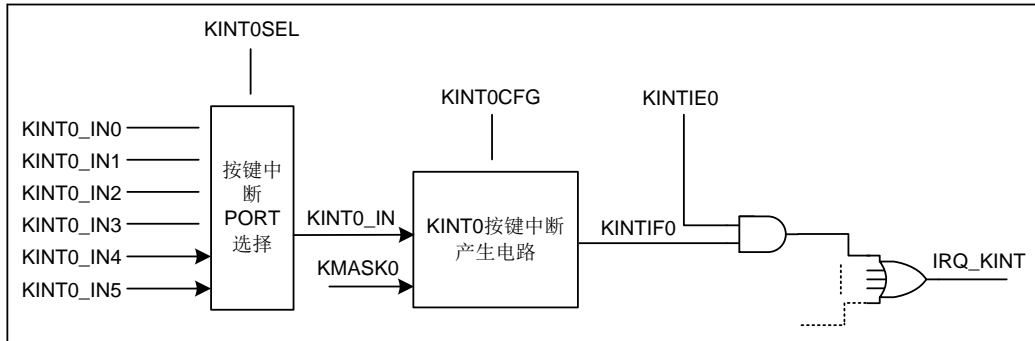 KINT0SEL
KINT0CFG
KINTIE0
KINT0_IN0
KINT0_IN1
KINT0_IN2
KINT0_IN3
KINT0_IN4
KINT0_IN5
按键中
断
PORT
选择
KINT0_IN
KMASK0
KINT0按键中断
产生电路
KINTIF0
IRQ_KINT